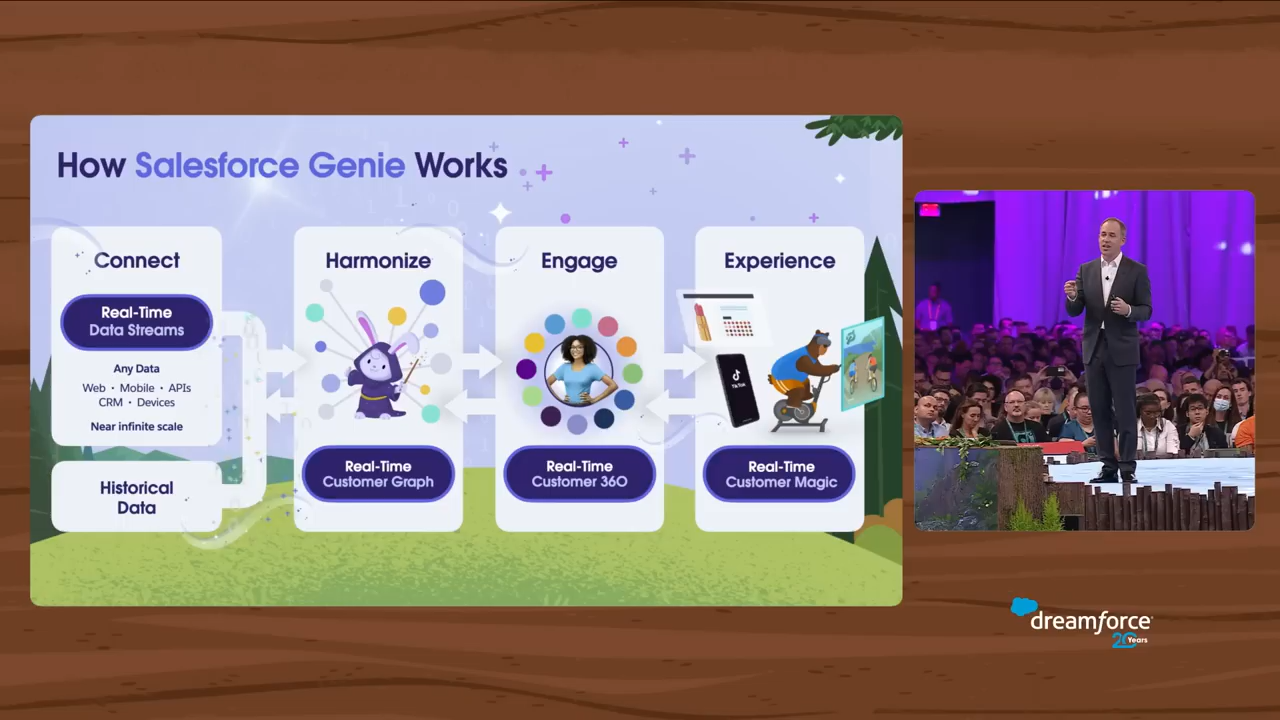 How Salesforce Genie Works
Connect
Real-Time
Data Streams
Any Data
Web • Mobile • APIs
CRM • Devices
Near infinite scale
Historical
Data
Harmonize
Real-Time
Customer Graph
Engage
Real-Time
Customer 360
Experience
TikTok
Real-Time
Customer Magic
dreamforce
20 Years